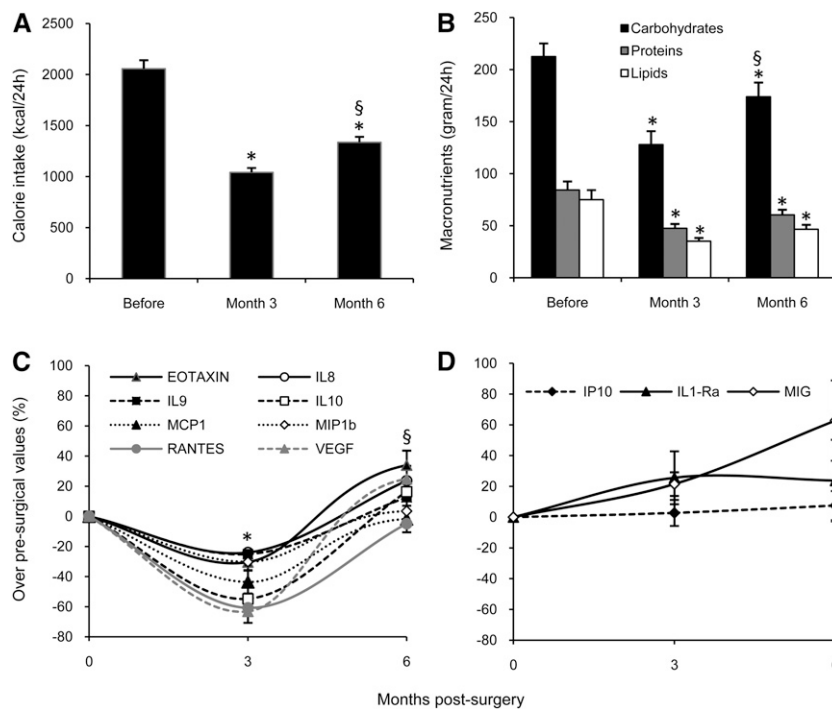 A
Calorie intake (kcal/24h)
2500
2000
1500
1000
500
0
*
§
*
Before
Month 3
Month 6
B
Macronutrients (gram/24h)
250
200
150
100
50
0
Carbohydrates
Proteins
Lipids
*
*
*
§
*
*
*
Before
Month 3
Month 6
C
Over pre-surgical values (%)
100
80
60
40
20
0
-20
-40
-60
-80
EOTAXIN
IL8
IL9
IL10
MCP1
MIP1b
RANTES
VEGF
*
§
0
3
6
D
100
80
60
40
20
0
-20
-40
-60
-80
IP10
IL1-Ra
MIG
0
3
Months post-surgery